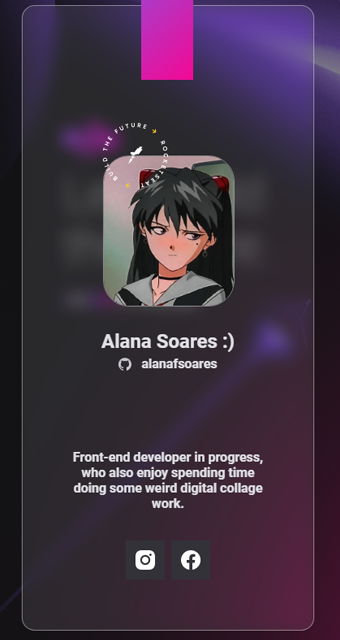 BUILD THE FUTURE → ROCKETSEAT →
Alana Soares :)
alanafsoares
Front-end developer in progress,
who also enjoy spending time
doing some weird digital collage
work.